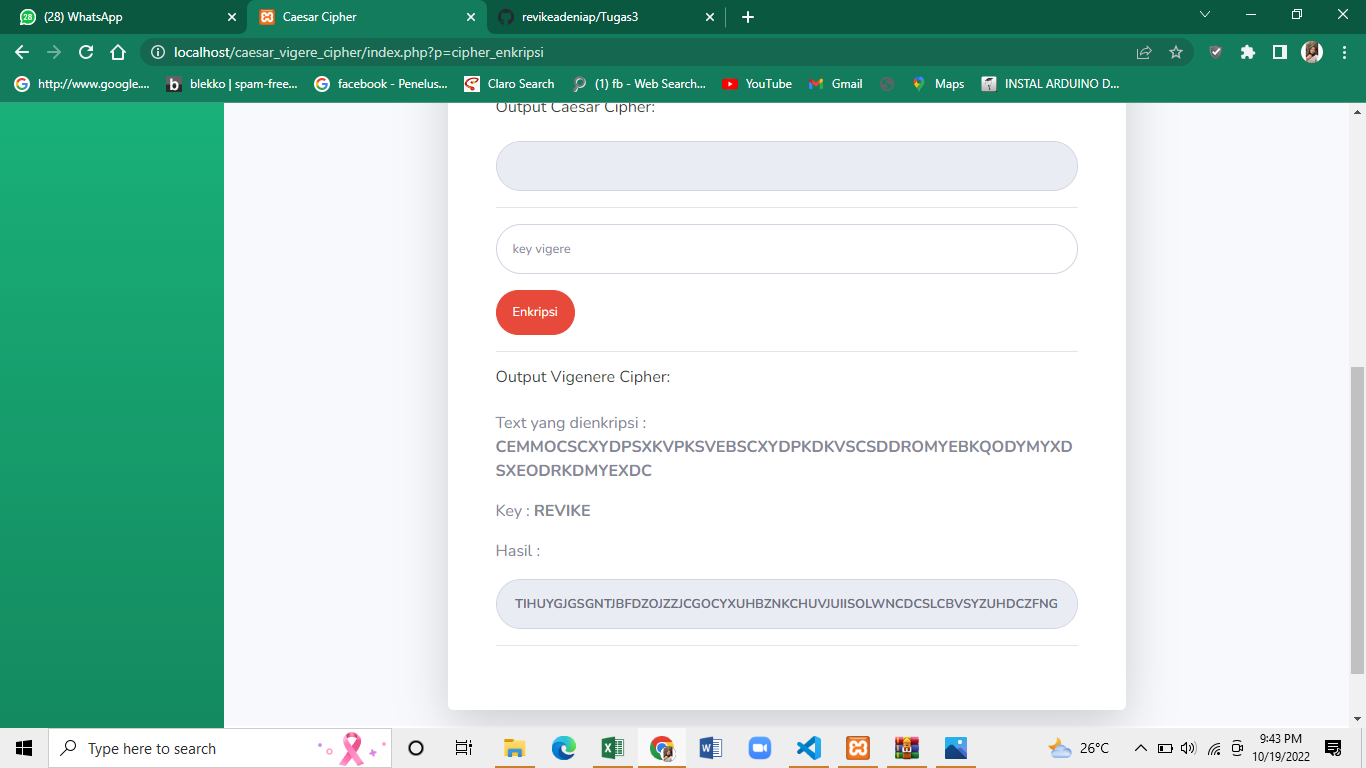 28 (28) WhatsApp
Caesar Cipher
revikeadeniap/Tugas3
localhost/caesar_vigere_cipher/index.php?p=cipher_enkripsi
http://www.google....
b blekko | spam-free...
facebook - Penelus...
Claro Search
(1) fb - Web Search...
YouTube
Gmail
Maps
INSTAL ARDUINO D...
Output Caesar Cipher:
key vigere
Enkripsi
Output Vigenere Cipher:
Text yang dienkripsi :
CEMMOCSCXYDPSXKVPKSVEBSCXYDPKDKVSCSDDROMYEBKQODYMYXD
SXEODRKDMYEXDC
Key : REVIKE
Hasil :
TIHUYGJGSGNTJBFDZOJZZJCGOCYXUHBZNKCHUVJUIISOLWNCDCSLCBVSYZUHDCZFNG
Type here to search
26°C
9:43 PM
10/19/2022